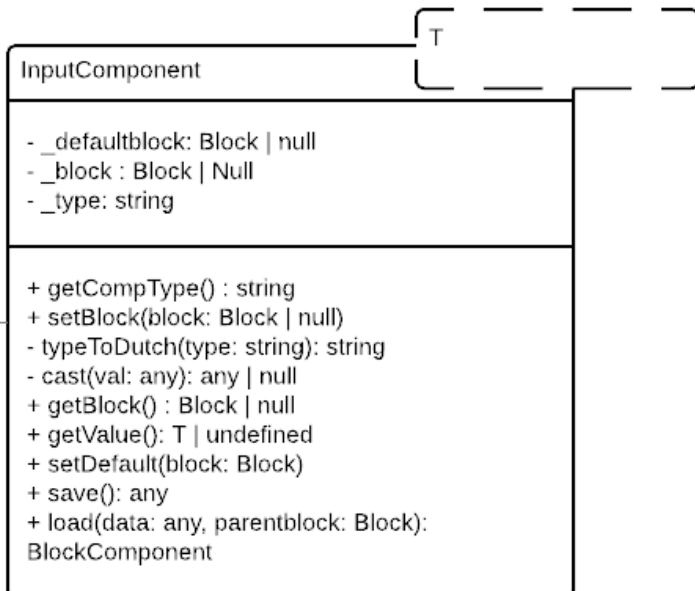 T
InputComponent
- _defaultblock: Block | null
- _block : Block | Null
- _type: string
+ getCompType() : string
+ setBlock(block: Block | null)
- typeToDutch(type: string): string
- cast(val: any): any | null
+ getBlock() : Block | null
+ getValue(): T | undefined
+ setDefault(block: Block)
+ save(): any
+ load(data: any, parentblock: Block):
BlockComponent